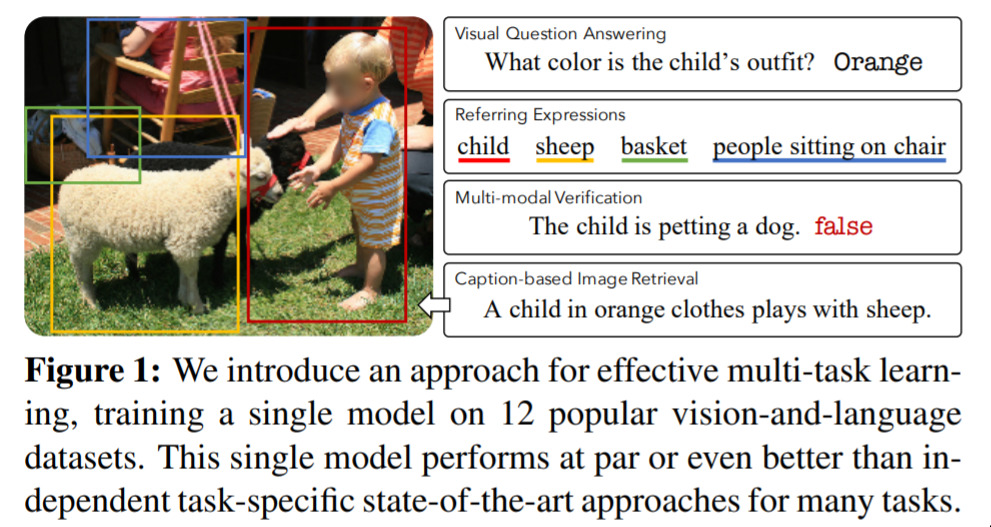 Visual Question Answering
What color is the child’s outfit? Orange
Referring Expressions
child sheep basket people sitting on chair
Multi-modal Verification
The child is petting a dog. false
Caption-based Image Retrieval
A child in orange clothes plays with sheep.
Figure 1: We introduce an approach for effective multi-task learn-
ing, training a single model on 12 popular vision-and-language
datasets. This single model performs at par or even better than in-
dependent task-specific state-of-the-art approaches for many tasks.